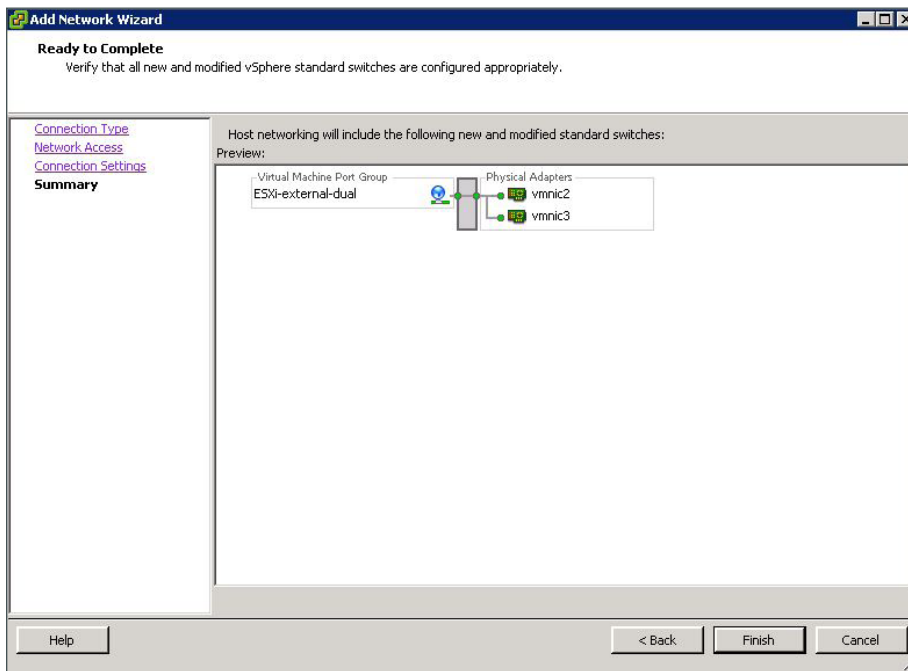 Add Network Wizard
Ready to Complete
Verify that all new and modified vSphere standard switches are configured appropriately.
Connection Type
Network Access
Connection Settings
Summary
Host networking will include the following new and modified standard switches:
Preview:
Virtual Machine Port Group
ESXi-external-dual
Physical Adapters
vmnic2
vmnic3
Help
< Back
Finish
Cancel